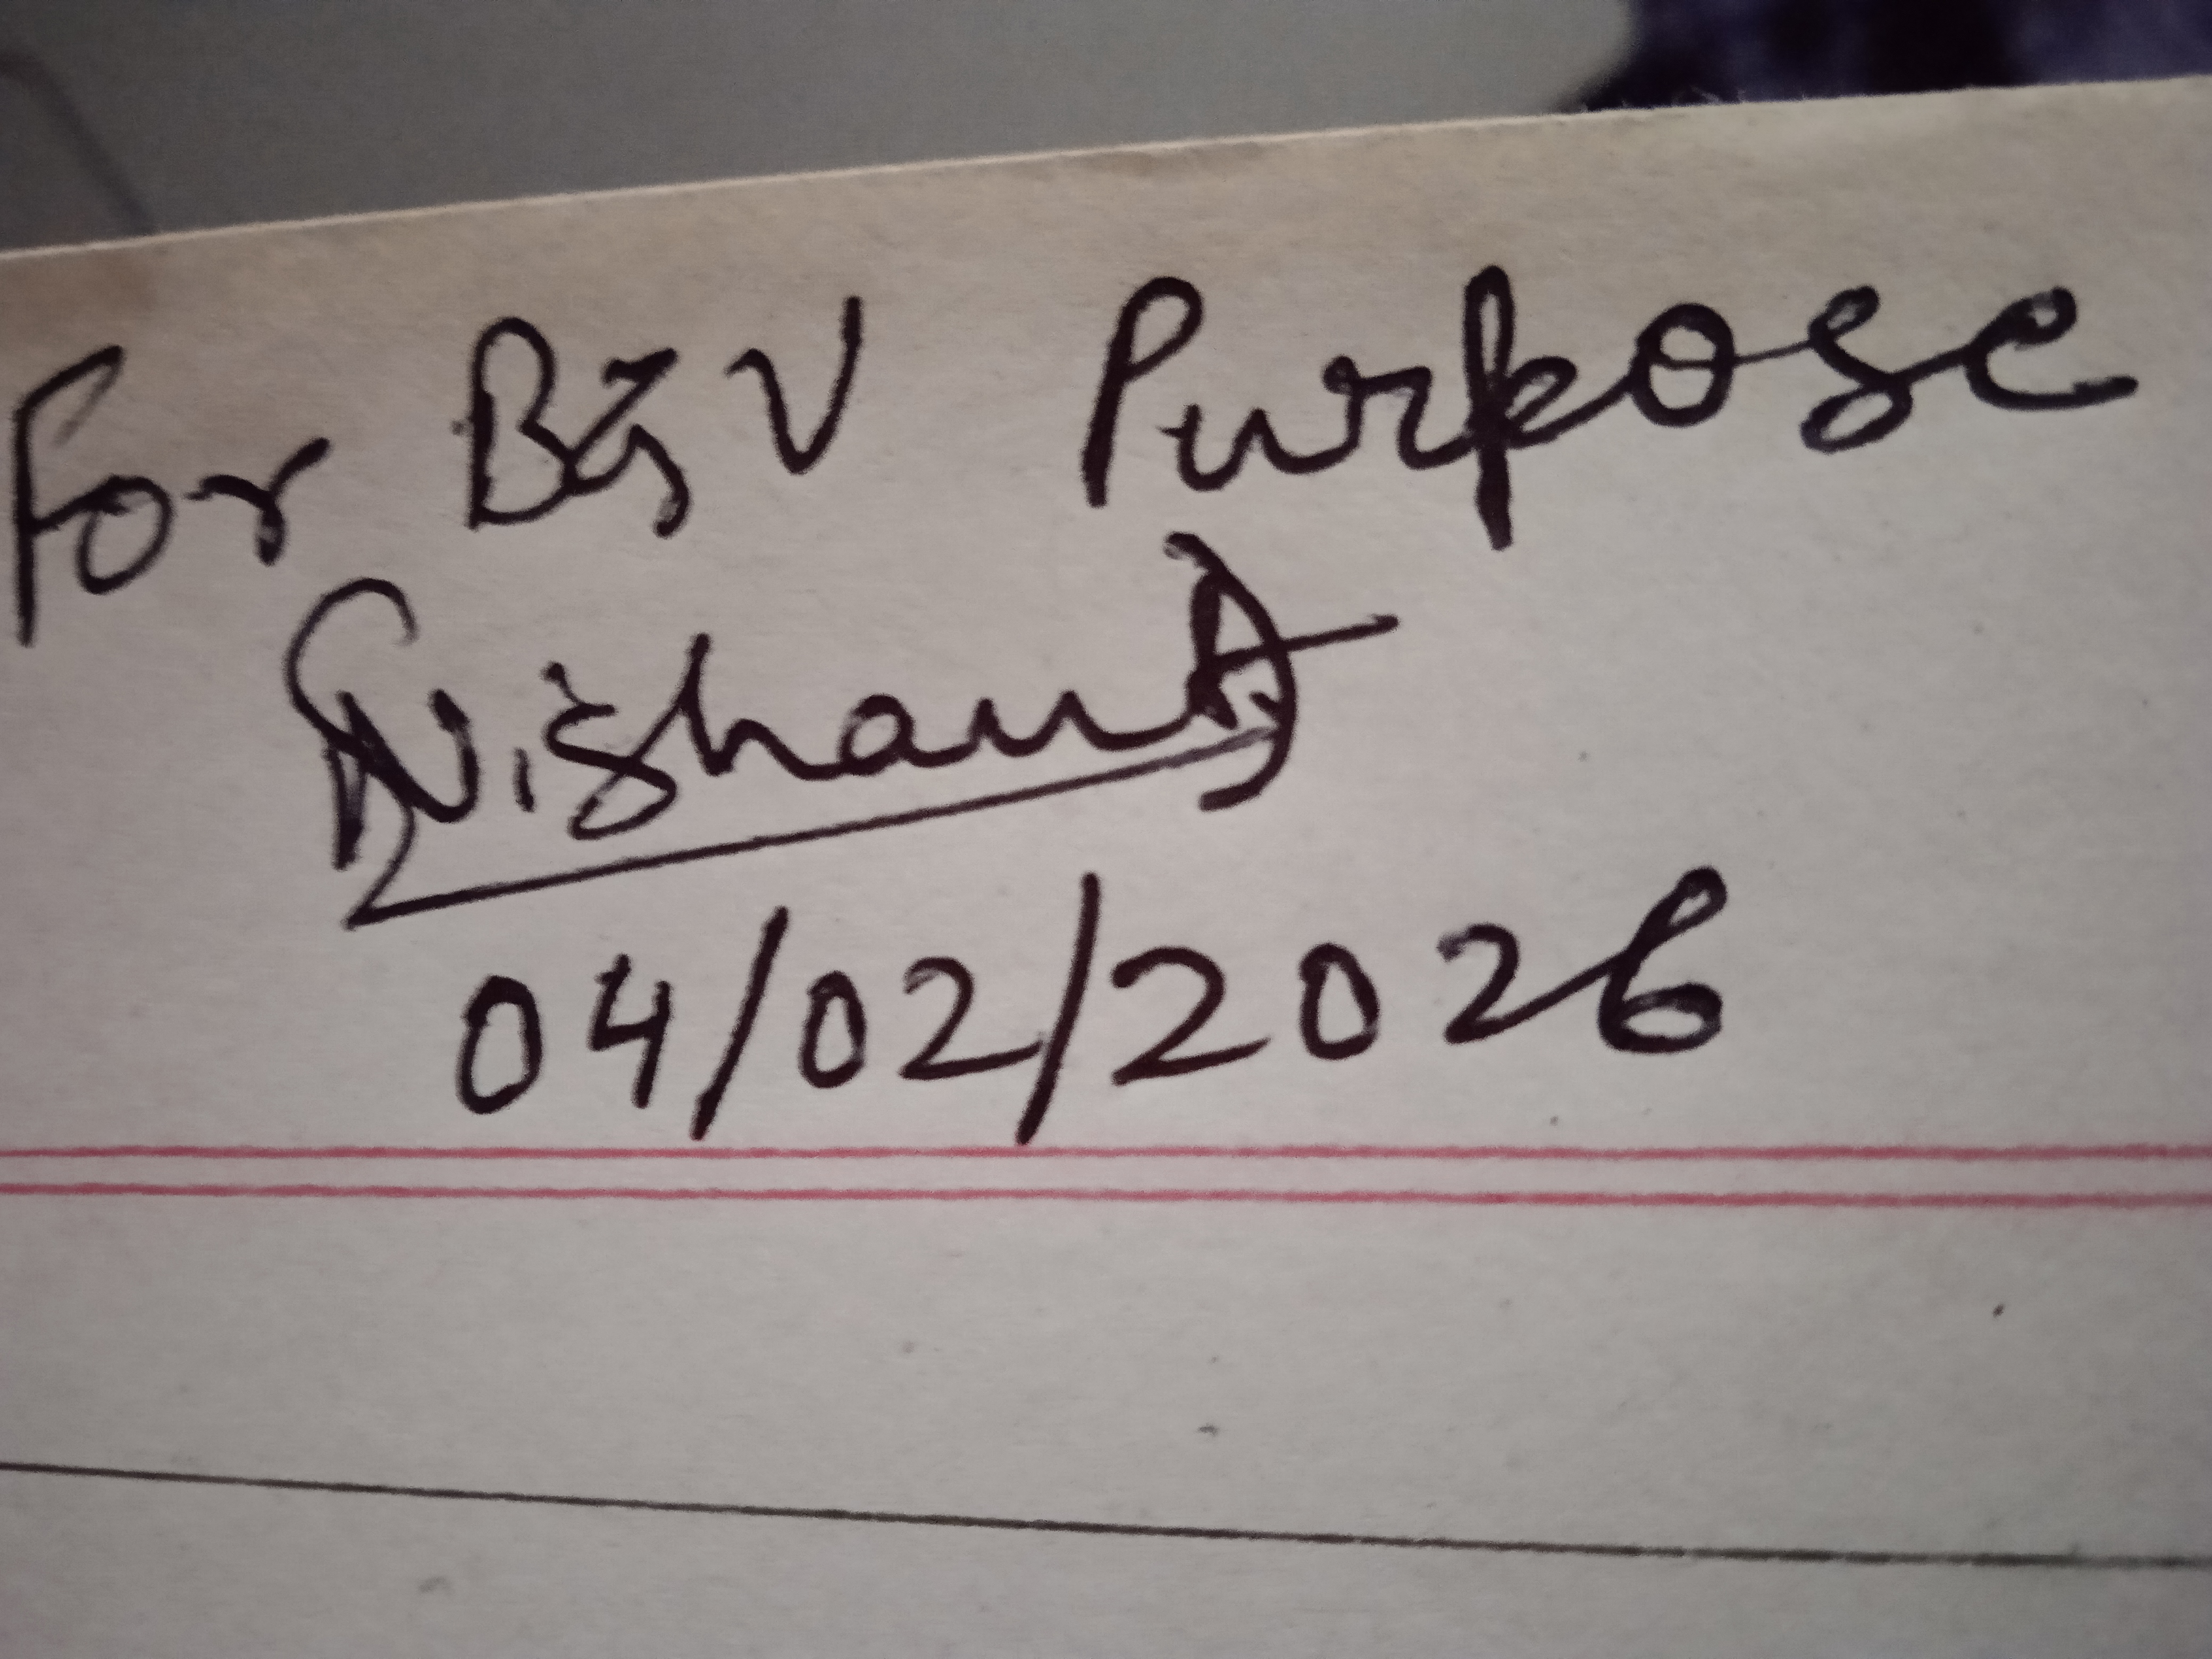 For BGV Purpose
Nishant
04/02/2026